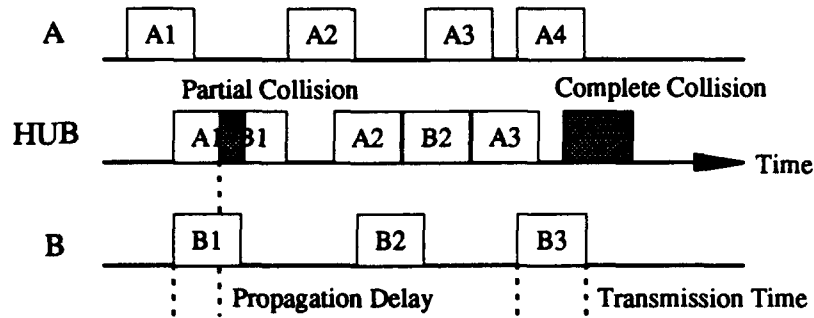 A A1 A2 A3 A4
Partial Collision Complete Collision
HUB A1 B1 A2 B2 A3
Time
B B1 B2 B3
Propagation Delay Transmission Time